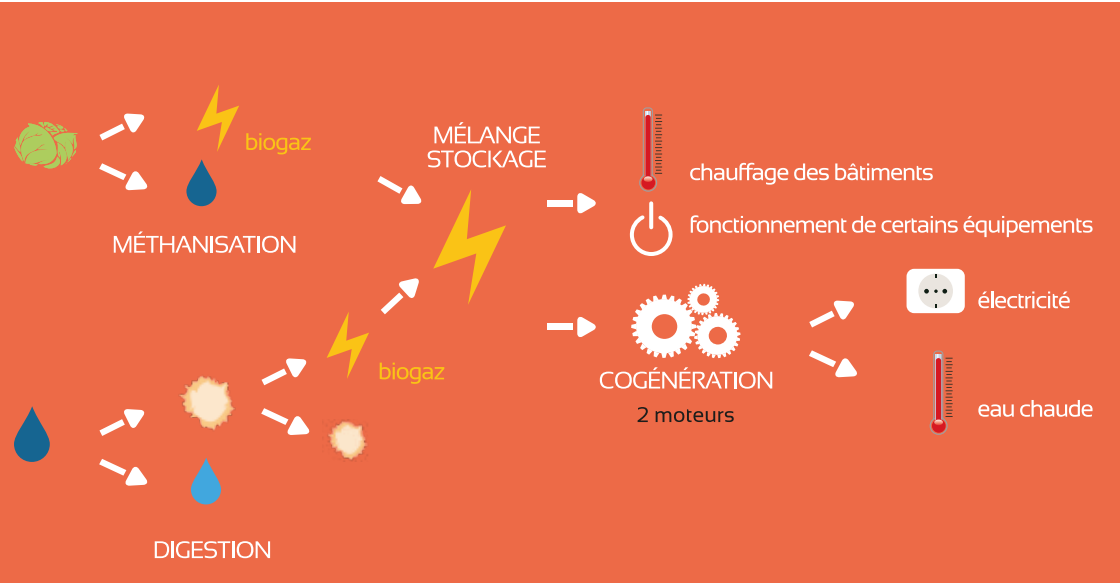 biogaz
MÉTHANISATION
MÉLANGE
STOCKAGE
chauffage des bâtiments
fonctionnement de certains équipements
biogaz
DIGESTION
COGÉNÉRATION
2 moteurs
électricité
eau chaude